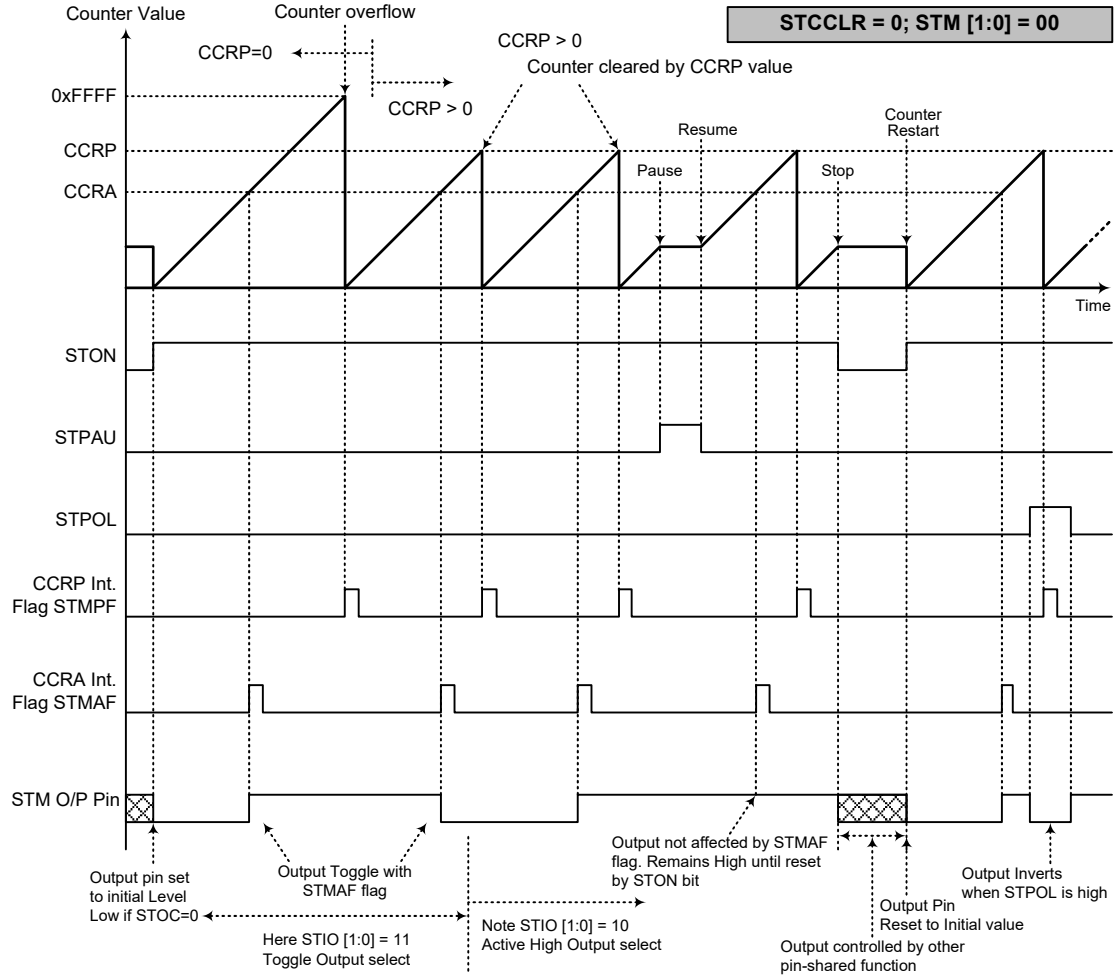 Counter Value
Counter overflow
STCCLR = 0; STM [1:0] = 00
CCRP=0
CCRP > 0
CCRP > 0
Counter cleared by CCRP value
0xFFFF
CCRP
CCRA
Pause
Resume
Stop
Counter
Restart
Time
STON
STPAU
STPOL
CCRP Int.
Flag STMPF
CCRA Int.
Flag STMAF
STM O/P Pin
Output pin set
to initial Level
Low if STOC=0
Output Toggle with
STMAF flag
Here STIO [1:0] = 11
Toggle Output select
Note STIO [1:0] = 10
Active High Output select
Output not affected by STMAF
flag. Remains High until reset
by STON bit
Output controlled by other
pin-shared function
Output Pin
Reset to Initial value
Output Inverts
when STPOL is high